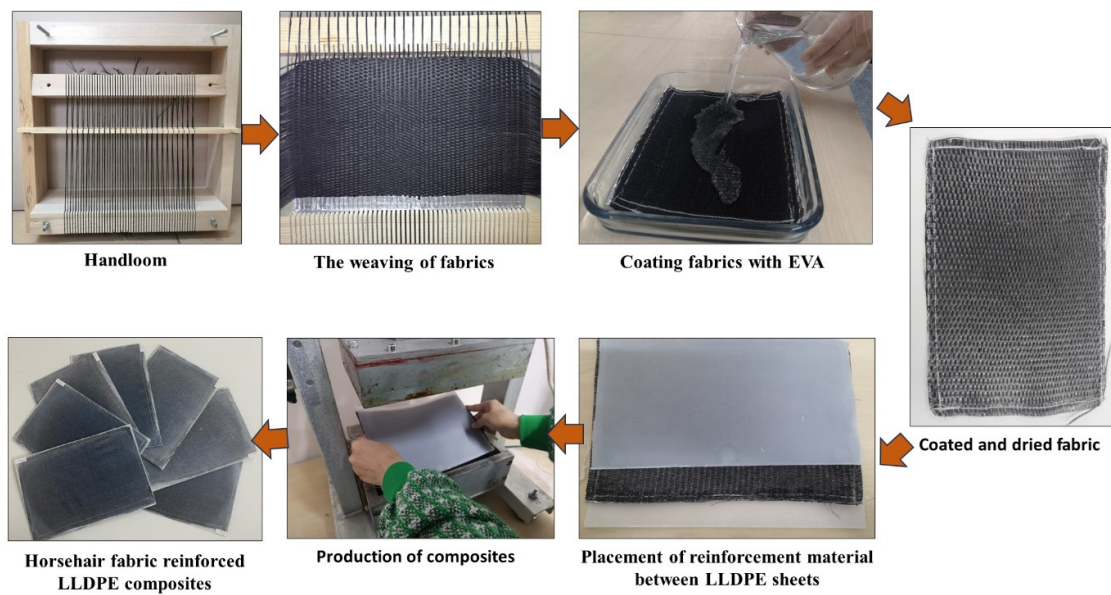 Handloom
The weaving of fabrics
Coating fabrics with EVA
Coated and dried fabric
Placement of reinforcement material
between LLDPE sheets
Production of composites
Horsehair fabric reinforced
LLDPE composites